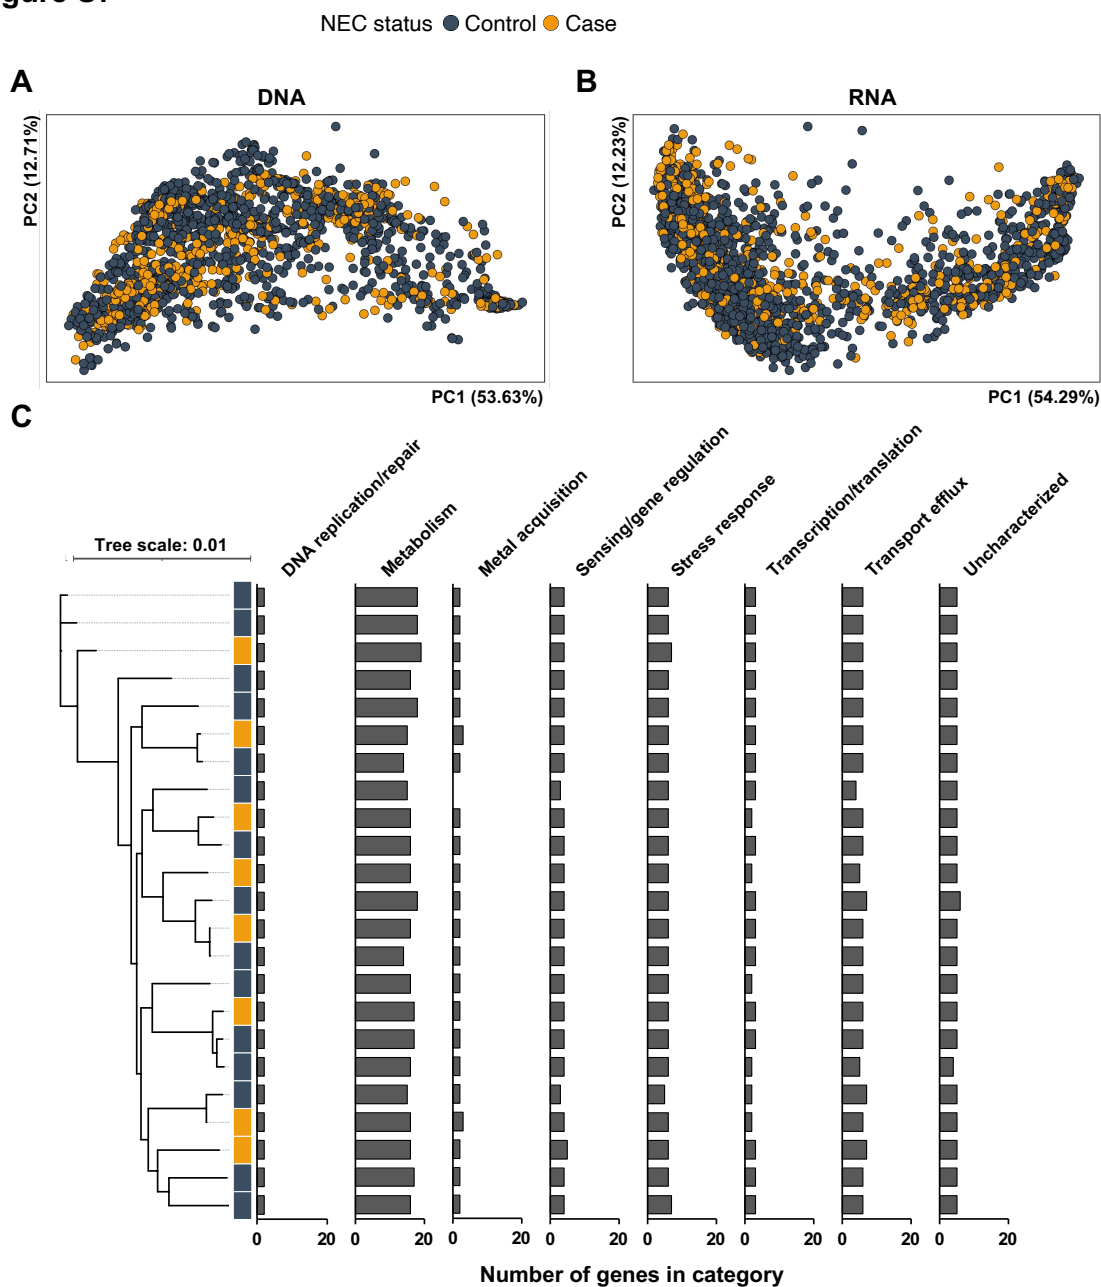 NEC status Control Case
A
B
DNA
RNA
PC2 (12.71%)
PC2 (12.23%)
PC1 (53.63%)
PC1 (54.29%)
C
DNA replication/repair
Metabolism
Metal acquisition
Sensing/gene regulation
Stress response
Transcription/translation
Transport efflux
Uncharacterized
Tree scale: 0.01
0 20 0 20 0 20 0 20 0 20 0 20 0 20 0 20
Number of genes in category